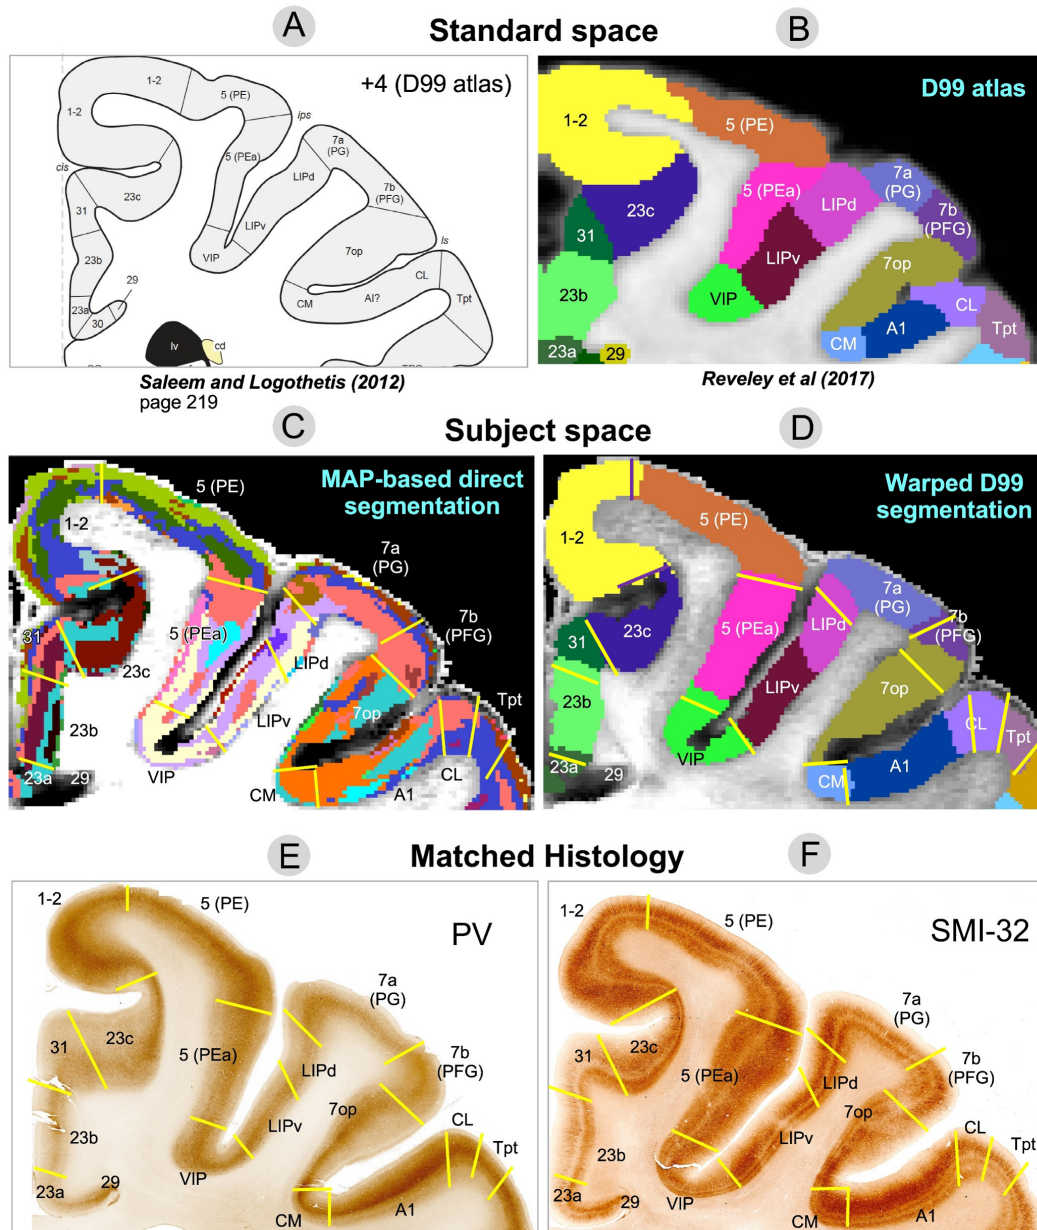 A
Standard space
B
+4 (D99 atlas)
1-2
1-2
5 (PE)
ips
7a
(PG)
5 (PEa)
LIPd
cis
23c
31
7b
(PFG)
LIPv
ls
VIP
7op
23b
CL
29
CM
AI?
Tpt
23a
30
lv
cd
Saleem and Logothetis (2012)
page 219
D99 atlas
1-2
5 (PE)
7a
(PG)
5 (PEa)
LIPd
23c
7b
(PFG)
31
LIPv
7op
23b
VIP
CL
A1
Tpt
CM
23a
29
Reveley et al (2017)
C
Subject space
D
MAP-based direct
segmentation
5 (PE)
1-2
7a
(PG)
7b
(PFG)
31
5 (PEa)
23c
LIPd
Tpt
LIPv
7op
23b
23a
29
VIP
CL
CM
A1
Warped D99
segmentation
5 (PE)
1-2
7a
(PG)
7b
(PFG)
31
23c
5 (PEa)
LIPd
LIPv
7op
23b
CL
Tpt
VIP
23a
29
A1
CM
E
Matched Histology
F
1-2
5 (PE)
PV
7a
(PG)
23c
31
5 (PEa)
7b
(PFG)
LIPd
7op
LIPv
23b
CL
Tpt
VIP
23a
29
CM
A1
1-2
5 (PE)
SMI-32
7a
(PG)
23c
31
7b
(PFG)
5 (PEa)
LIPd
7op
LIPv
CL
23b
Tpt
VIP
23a
29
CM
A1